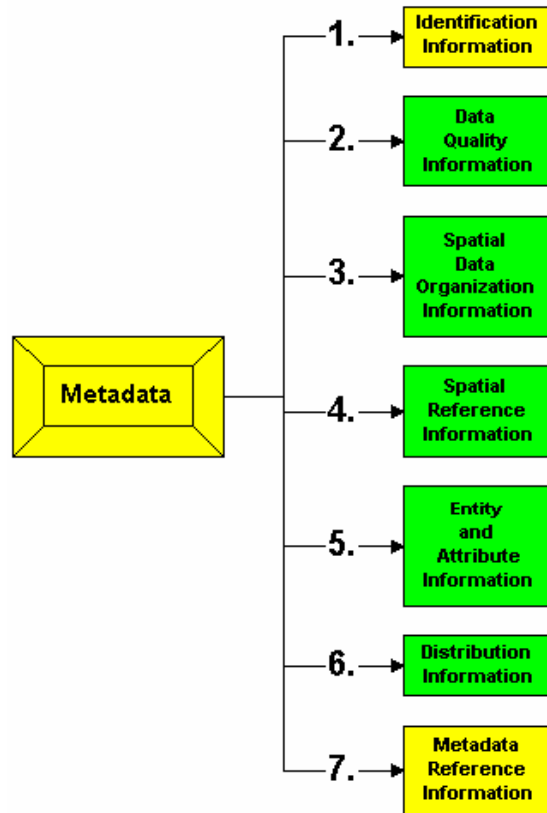 1.
Identification
Information
2.
Data
Quality
Information
3.
Spatial
Data
Organization
Information
Metadata
4.
Spatial
Reference
Information
5.
Entity
and
Attribute
Information
6.
Distribution
Information
7.
Metadata
Reference
Information